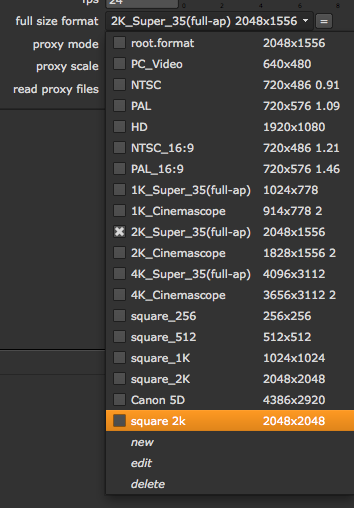 fps 24
full size format 2K_Super_35(full-ap) 2048x1556 =
proxy mode
proxy scale
read proxy files
root.format 2048x1556
PC_Video 640x480
NTSC 720x486 0.91
PAL 720x576 1.09
HD 1920x1080
NTSC_16:9 720x486 1.21
PAL_16:9 720x576 1.46
1K_Super_35(full-ap) 1024x778
1K_Cinemascope 914x778 2
2K_Super_35(full-ap) 2048x1556
2K_Cinemascope 1828x1556 2
4K_Super_35(full-ap) 4096x3112
4K_Cinemascope 3656x3112 2
square_256 256x256
square_512 512x512
square_1K 1024x1024
square_2K 2048x2048
Canon 5D 4386x2920
square 2k 2048x2048
new
edit
delete